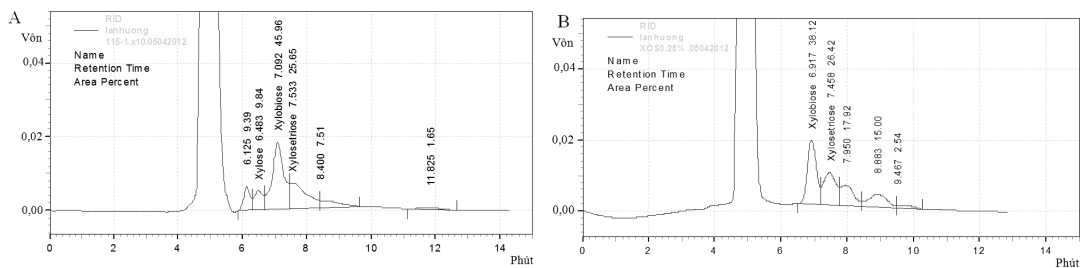 A
RID
lanhuong
115-1.x10.05042012
Name
Retention Time
Area Percent
Vôn
0,04
0,02
0,00
6.125 9.39
Xylose 6.483 9.84
Xylobiose 7.092 45.96
Xylosetriose 7.533 25.65
8.400 7.51
11.825 1.65
0 2 4 6 8 10 12 14
Phút
B
RID
lanhuong
XOS0.25% .05042012
Name
Retention Time
Area Percent
Vôn
0,04
0,02
0,00
Xylobiose 6.917 38.12
Xylosetriose 7.458 26.42
7.950 17.92
8.883 15.00
9.467 2.54
0 2 4 6 8 10 12 14
Phút